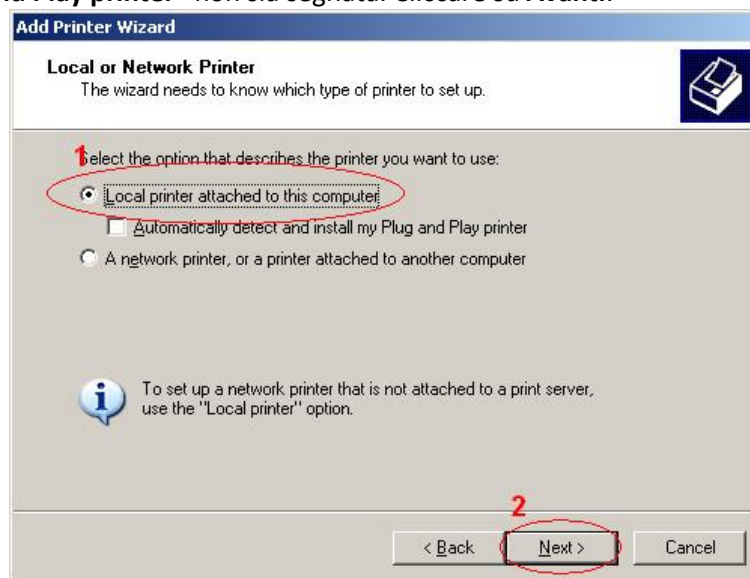 Add Printer Wizard
Local or Network Printer
The wizard needs to know which type of printer to set up.
1
Select the option that describes the printer you want to use:
Local printer attached to this computer
Automatically detect and install my Plug and Play printer
A network printer, or a printer attached to another computer
To set up a network printer that is not attached to a print server,
use the "Local printer" option.
2
< Back
Next >
Cancel